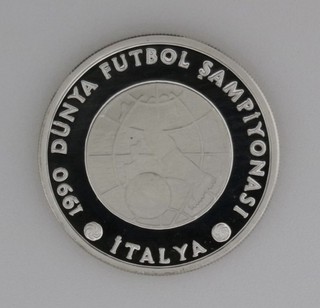 1990 DÜNYA FUTBOL ŞAMPİYONASI
İTALYA